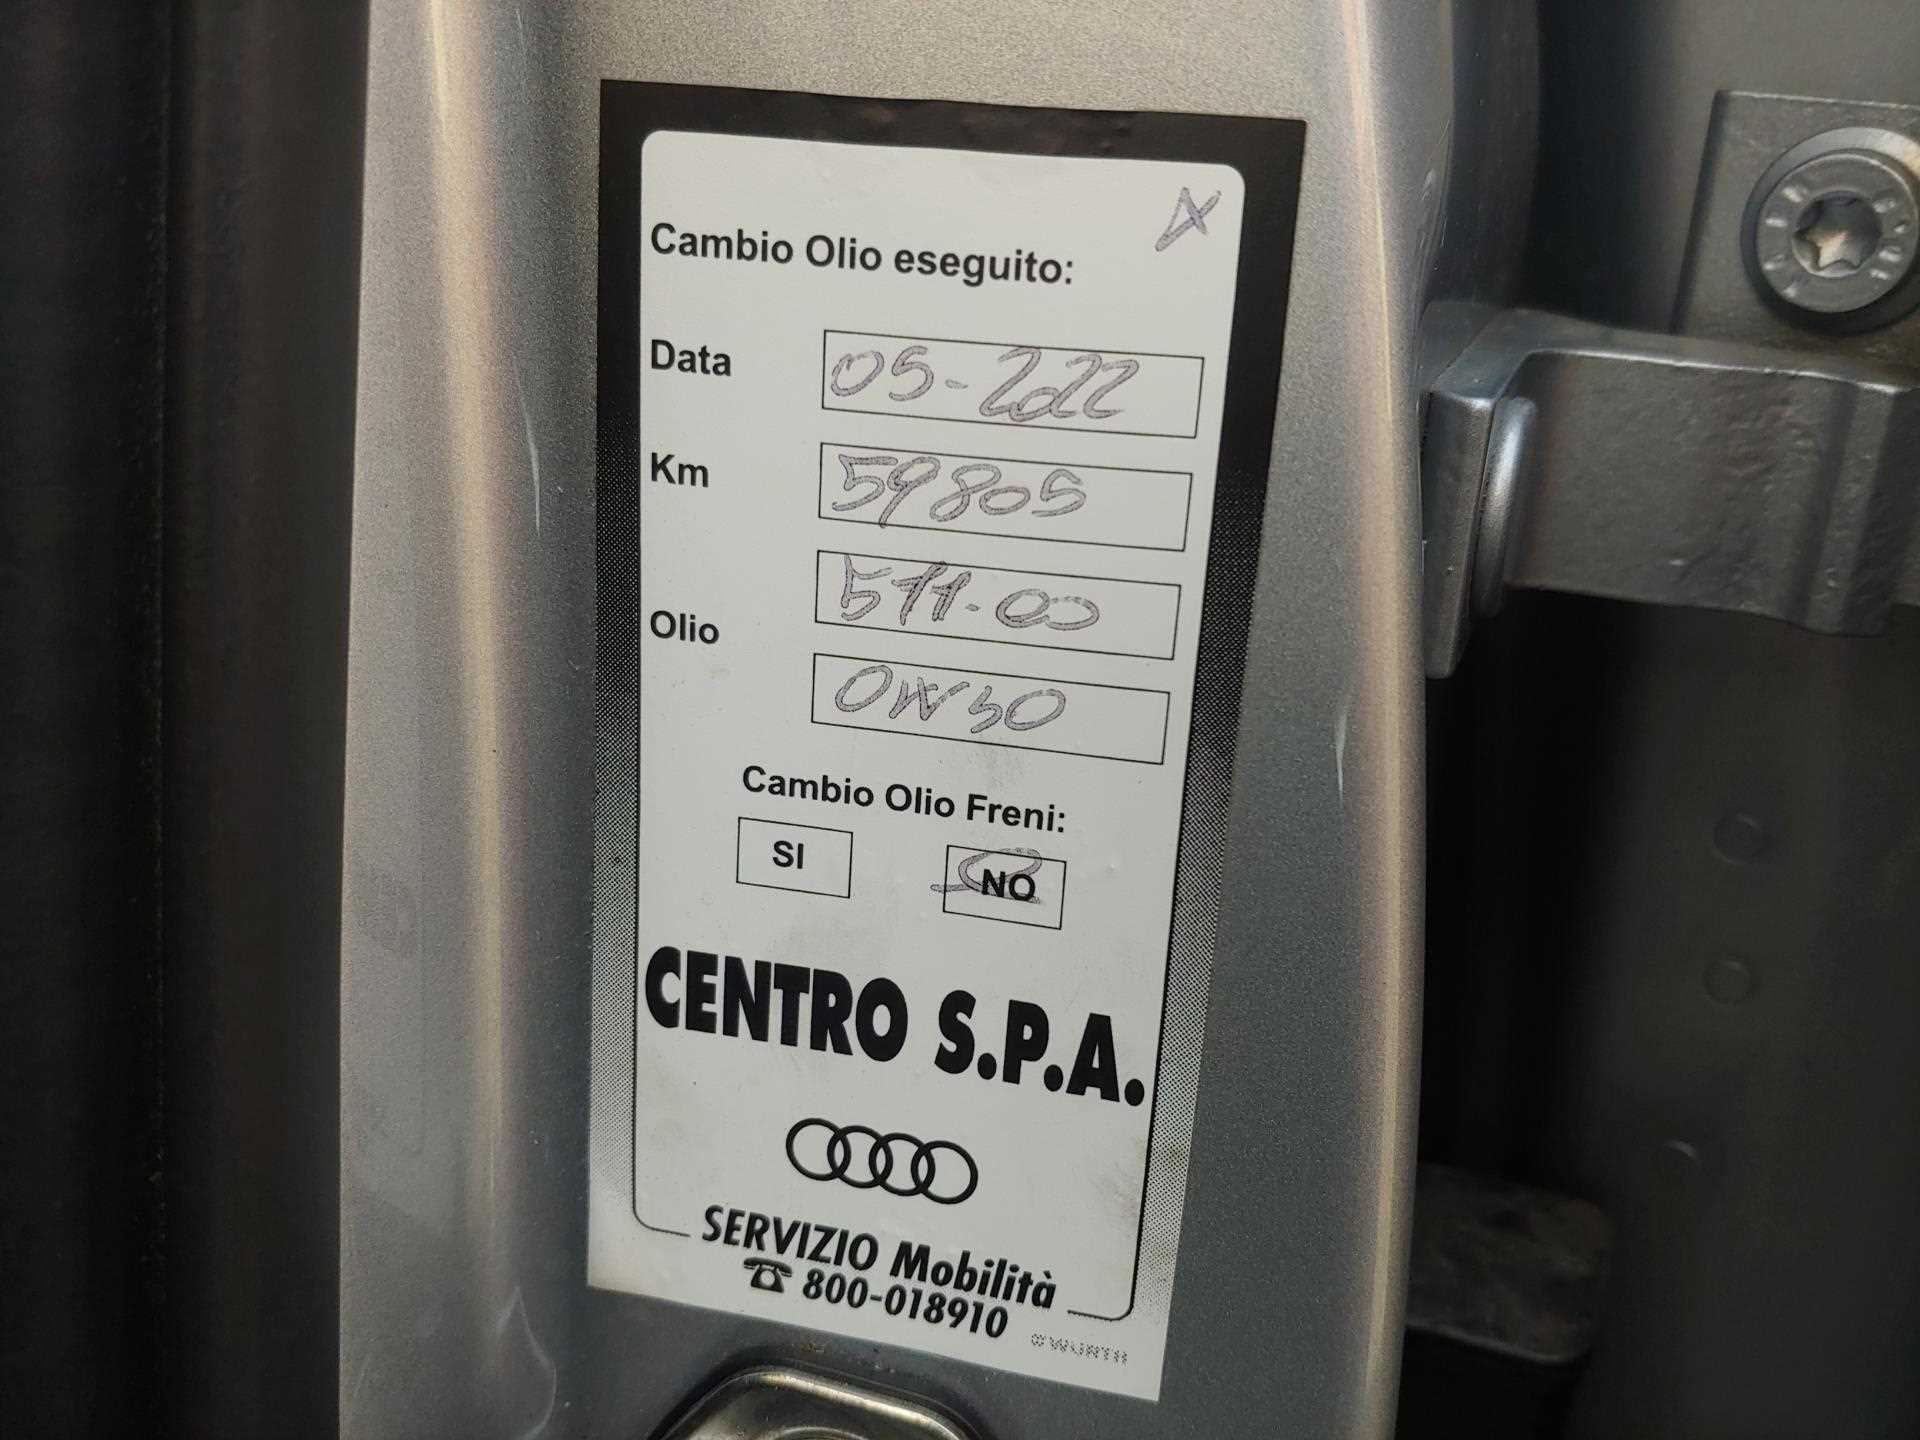 Cambio Olio eseguito:
Data 05-2022
Km 59805
Olio 511-00
0W30
Cambio Olio Freni:
SI NO
CENTRO S.P.A.
SERVIZIO Mobilità
☎ 800-018910
WÜRTH